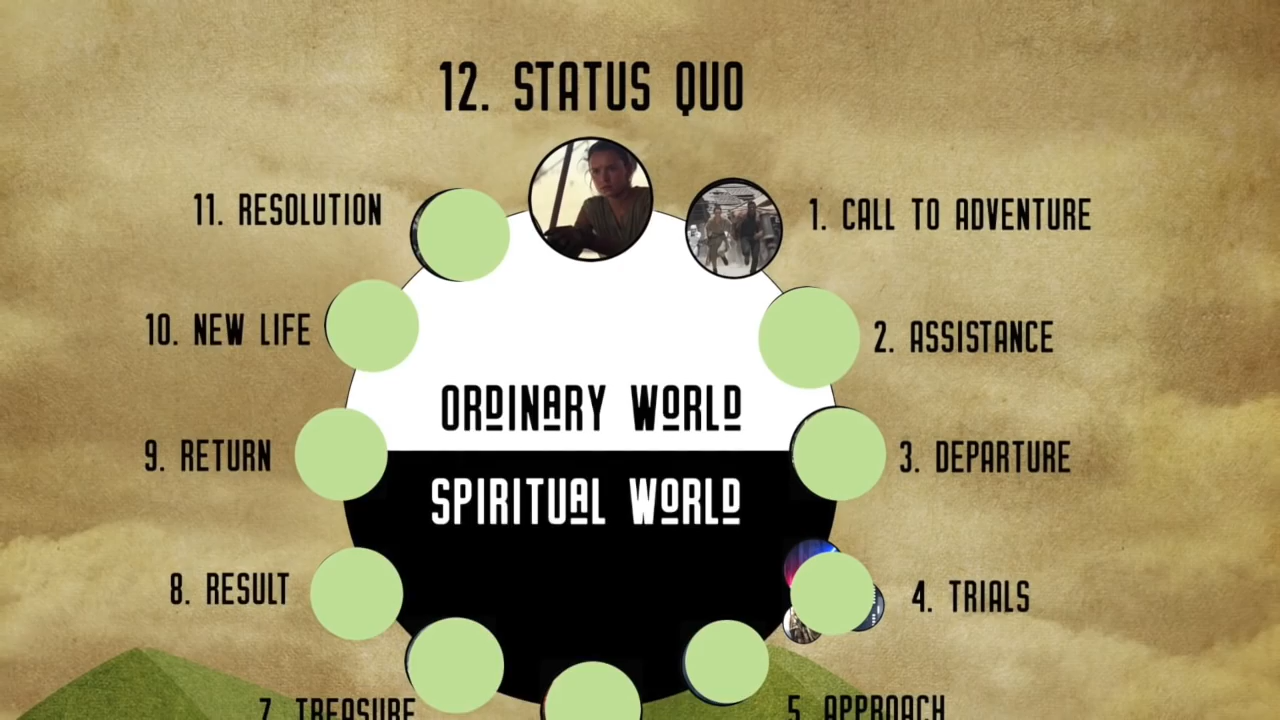 12. STATUS QUO
11. RESOLUTION
1. CALL TO ADVENTURE
10. NEW LIFE
2. ASSISTANCE
ORDINARY WORLD
9. RETURN
3. DEPARTURE
SPIRITUAL WORLD
8. RESULT
4. TRIALS
7. TREASURE
5. APPROACH